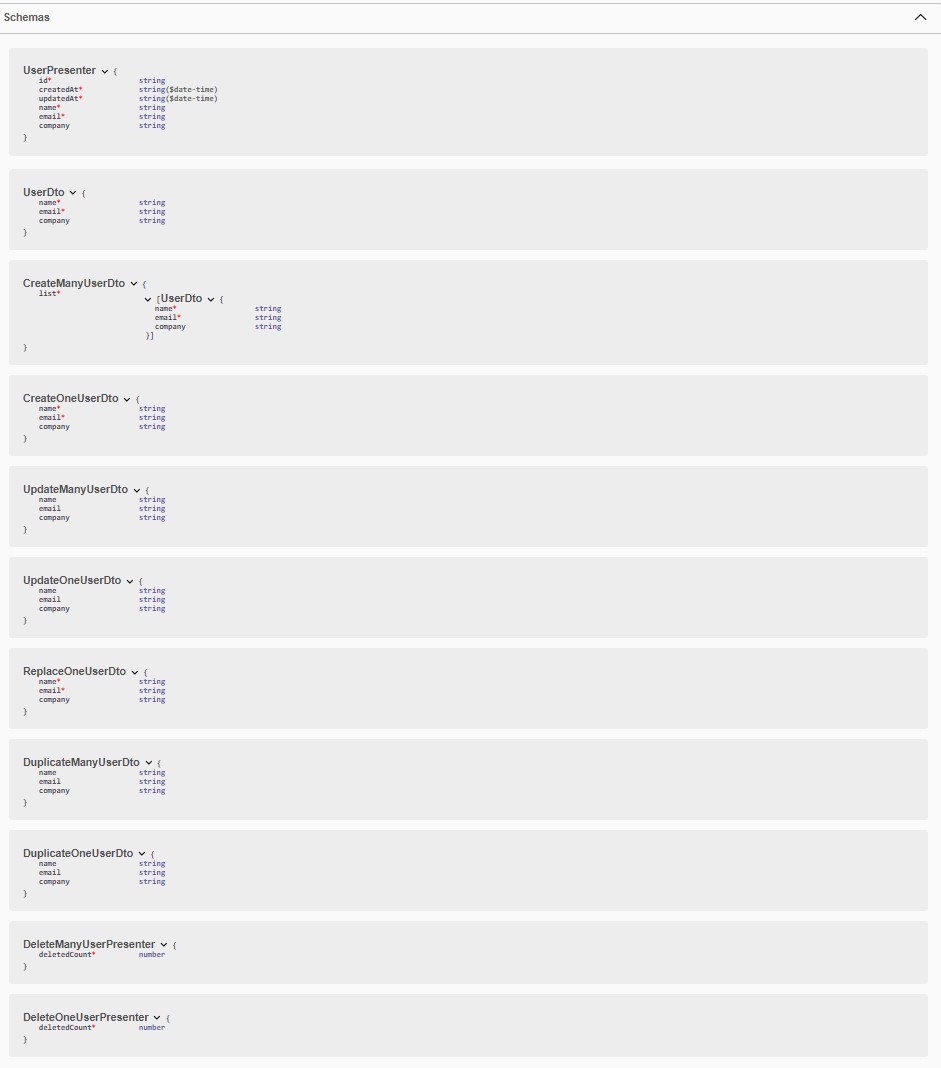 Schemas
UserPresenter {
id* string
createdAt* string($date-time)
updatedAt* string($date-time)
name* string
email* string
company string
}
UserDto {
name* string
email* string
company string
}
CreateManyUserDto {
list*
[UserDto {
name* string
email* string
company string
}]
}
CreateOneUserDto {
name* string
email* string
company string
}
UpdateManyUserDto {
name string
email string
company string
}
UpdateOneUserDto {
name string
email string
company string
}
ReplaceOneUserDto {
name* string
email* string
company string
}
DuplicateManyUserDto {
name string
email string
company string
}
DuplicateOneUserDto {
name string
email string
company string
}
DeleteManyUserPresenter {
deletedCount* number
}
DeleteOneUserPresenter {
deletedCount* number
}